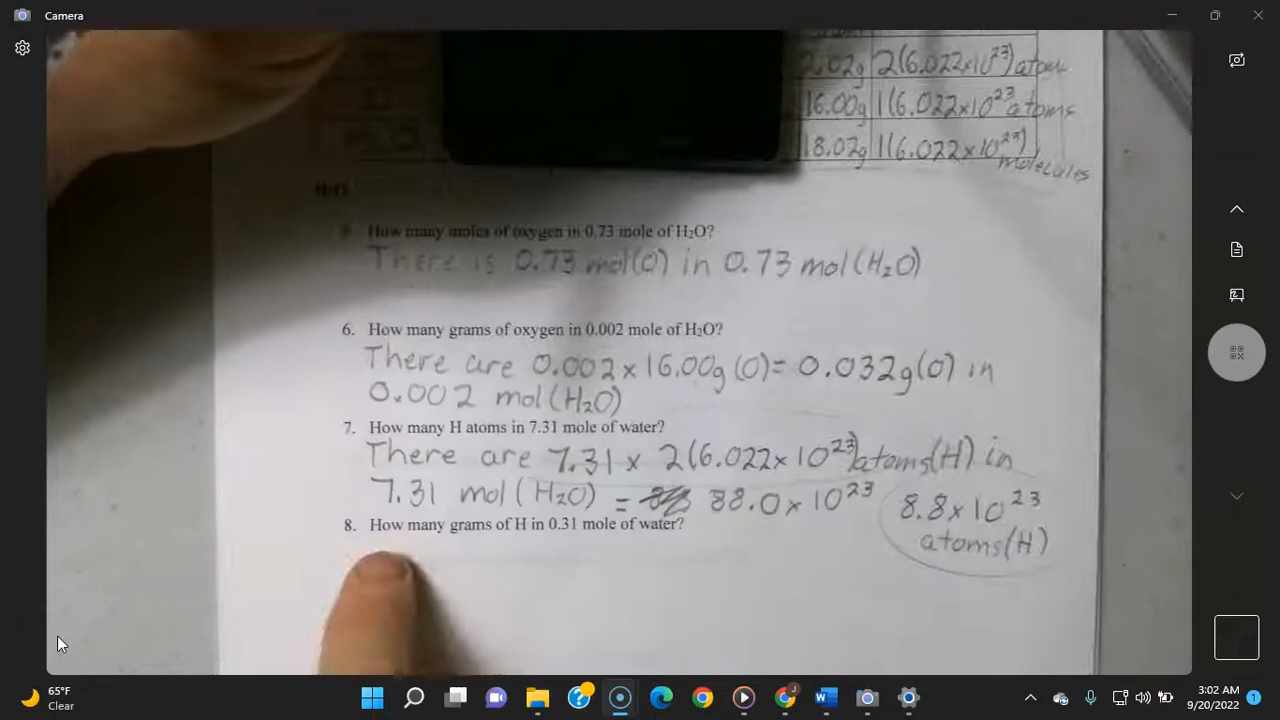 Camera
2.02g 2(6.022x10²³)atoms
16.00g 1(6.022x10²³ atoms
18.02g 1(6.022x10²³)
molecules
How many moles of oxygen in 0.73 mole of H₂O?
There is 0.73 mol(O) in 0.73 mol(H₂O)
6. How many grams of oxygen in 0.002 mole of H₂O?
There are 0.002 x 16.00g (O)= 0.032g(O) in
0.002 mol(H₂O)
7. How many H atoms in 7.31 mole of water?
There are 7.31 x 2(6.022x10²³)atoms(H) in
7.31 mol(H₂O) = 88.0x10²³
8.8x10²³
atoms(H)
8. How many grams of H in 0.31 mole of water?
65°F
Clear
3:02 AM
9/20/2022
1